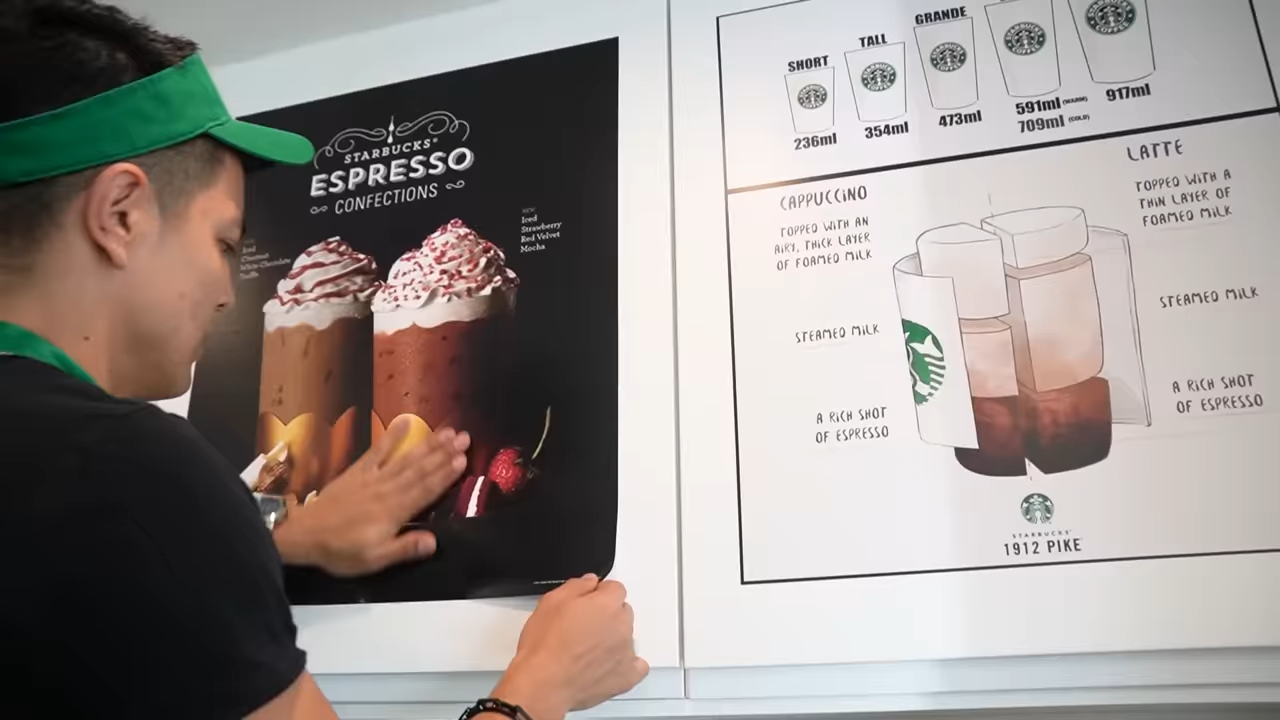 STARBUCKS®
ESPRESSO
CONFECTIONS
NEW
Iced
Strawberry
Red Velvet
Mocha
Iced
Chestnut
White Chocolate
Truffle
SHORT
236ml
TALL
354ml
GRANDE
473ml
591ml (WARM)
709ml (COLD)
917ml
STARBUCKS
COFFEE
CAPPUCCINO
TOPPED WITH AN
AIRY, THICK LAYER
OF FOAMED MILK
STEAMED MILK
A RICH SHOT
OF ESPRESSO
LATTE
TOPPED WITH A
THIN LAYER OF
FOAMED MILK
STEAMED MILK
A RICH SHOT
OF ESPRESSO
STARBUCKS
1912 PIKE